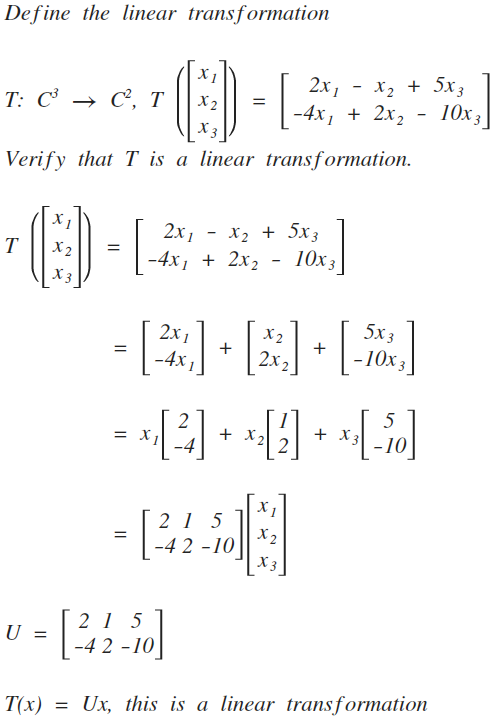 Define the linear transformation
T: C³ → C², T ([x₁; x₂; x₃]) = [2x₁ - x₂ + 5x₃; -4x₁ + 2x₂ - 10x₃]
Verify that T is a linear transformation.
T ([x₁; x₂; x₃]) = [2x₁ - x₂ + 5x₃; -4x₁ + 2x₂ - 10x₃]
= [2x₁; -4x₁] + [x₂; 2x₂] + [5x₃; -10x₃]
= x₁[2; -4] + x₂[1; 2] + x₃[5; -10]
= [2 1 5; -4 2 -10][x₁; x₂; x₃]
U = [2 1 5; -4 2 -10]
T(x) = Ux, this is a linear transformation